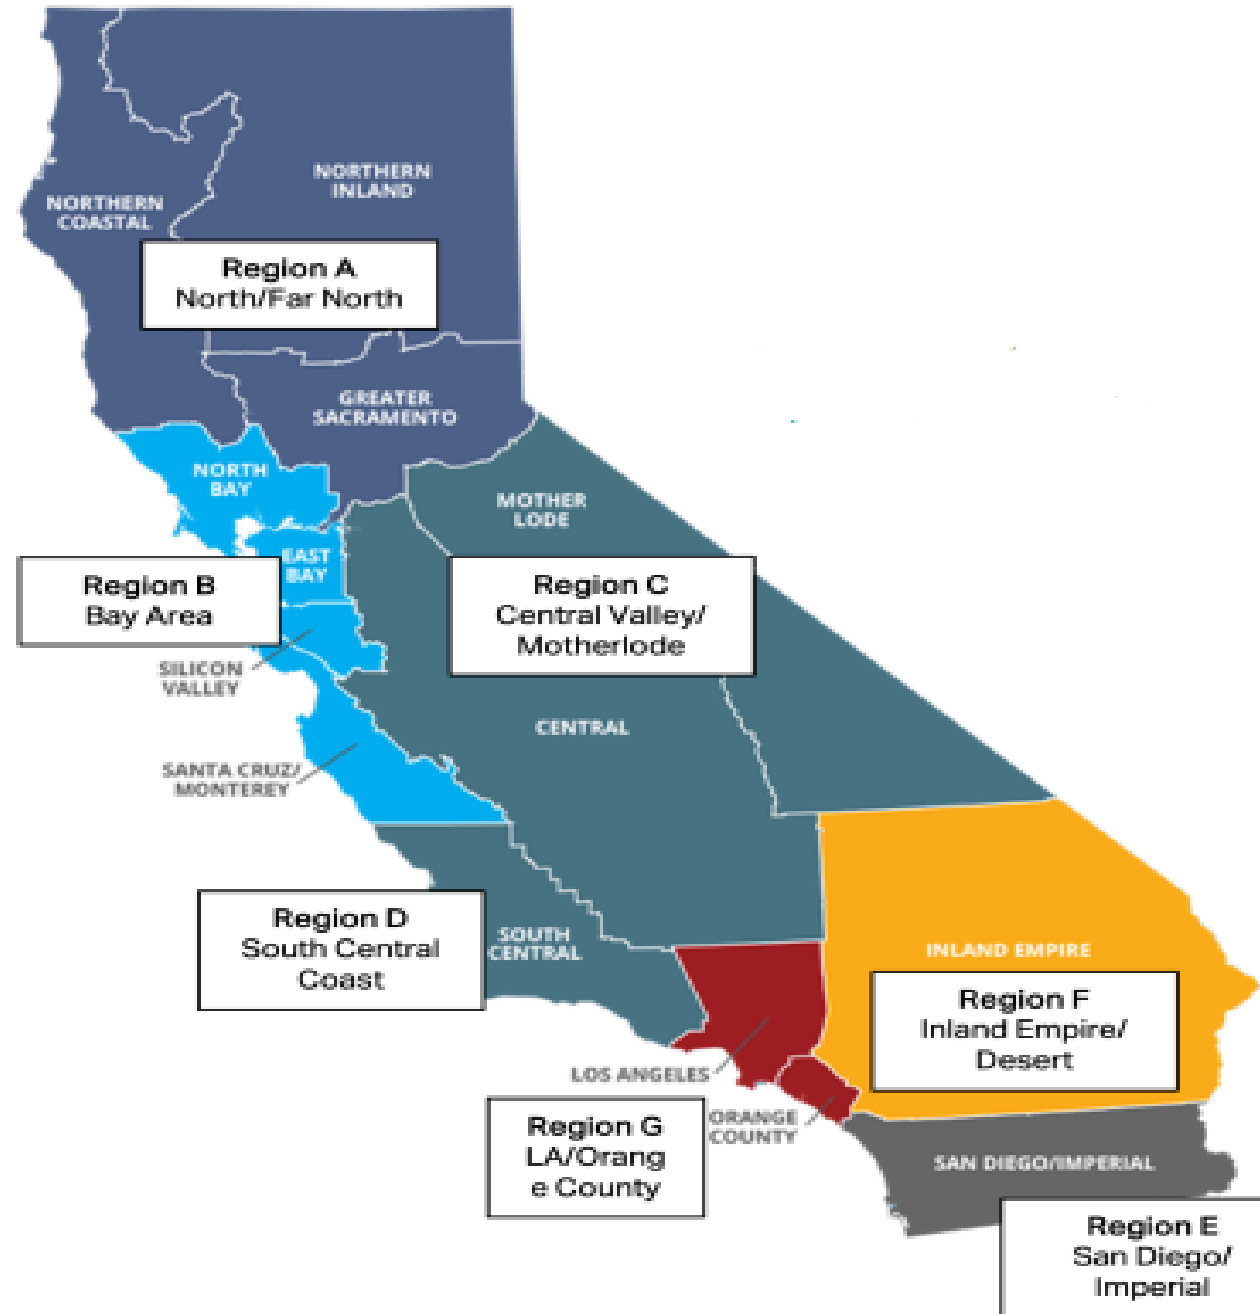 NORTHERN
INLAND
NORTHERN
COASTAL
Region A
North/Far North
GREATER
SACRAMENTO
NORTH
BAY
MOTHER
LODE
EAST
BAY
Region B
Bay Area
Region C
Central Valley/
Motherlode
SILICON
VALLEY
CENTRAL
SANTA CRUZ/
MONTEREY
Region D
South Central
Coast
SOUTH
CENTRAL
INLAND EMPIRE
Region F
Inland Empire/
Desert
LOS ANGELES
ORANGE
COUNTY
Region G
LA/Orang
e County
SAN DIEGO/IMPERIAL
Region E
San Diego/
Imperial